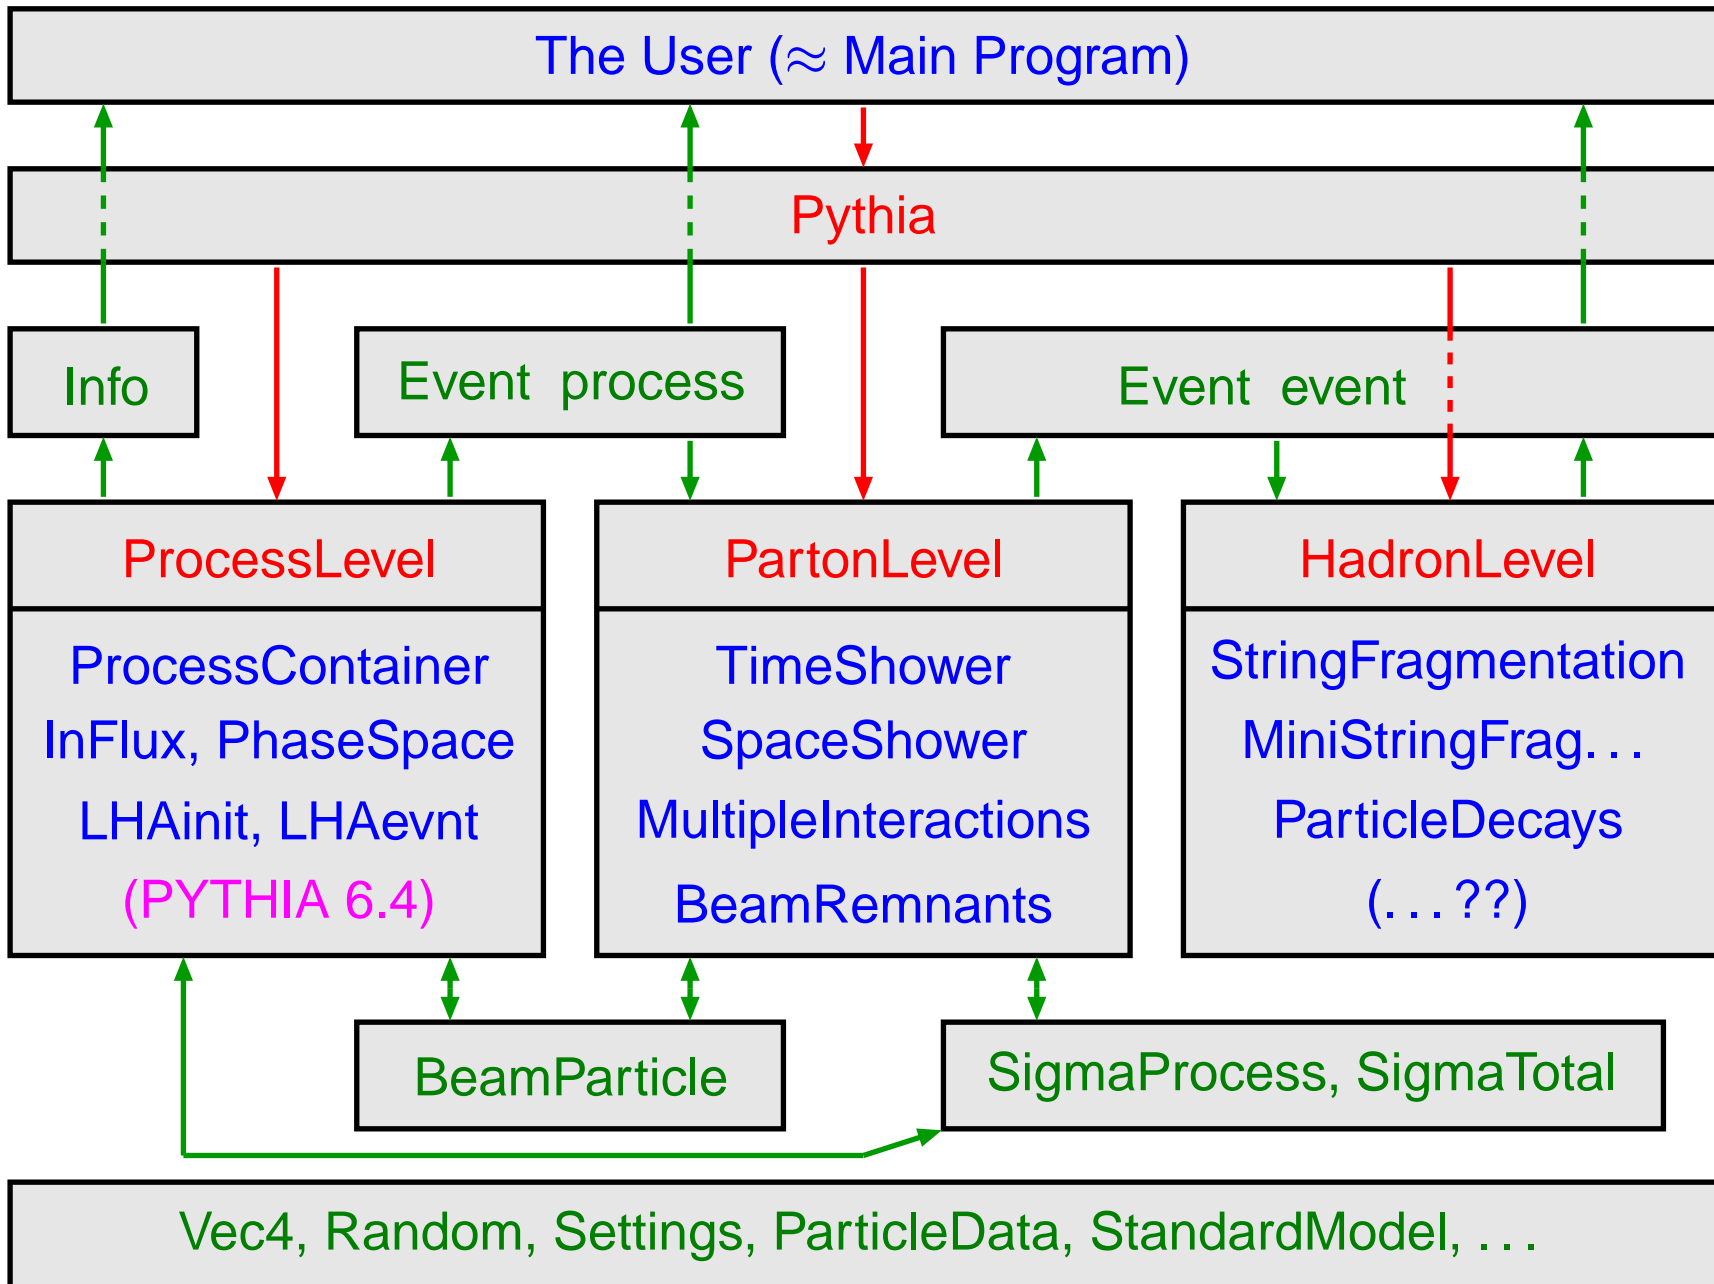 The User (≈ Main Program)
Pythia
Info
Event process
Event event
ProcessLevel
ProcessContainer
InFlux, PhaseSpace
LHAinit, LHAevnt
(PYTHIA 6.4)
PartonLevel
TimeShower
SpaceShower
MultipleInteractions
BeamRemnants
HadronLevel
StringFragmentation
MiniStringFrag...
ParticleDecays
(...??)
BeamParticle
SigmaProcess, SigmaTotal
Vec4, Random, Settings, ParticleData, StandardModel, ...